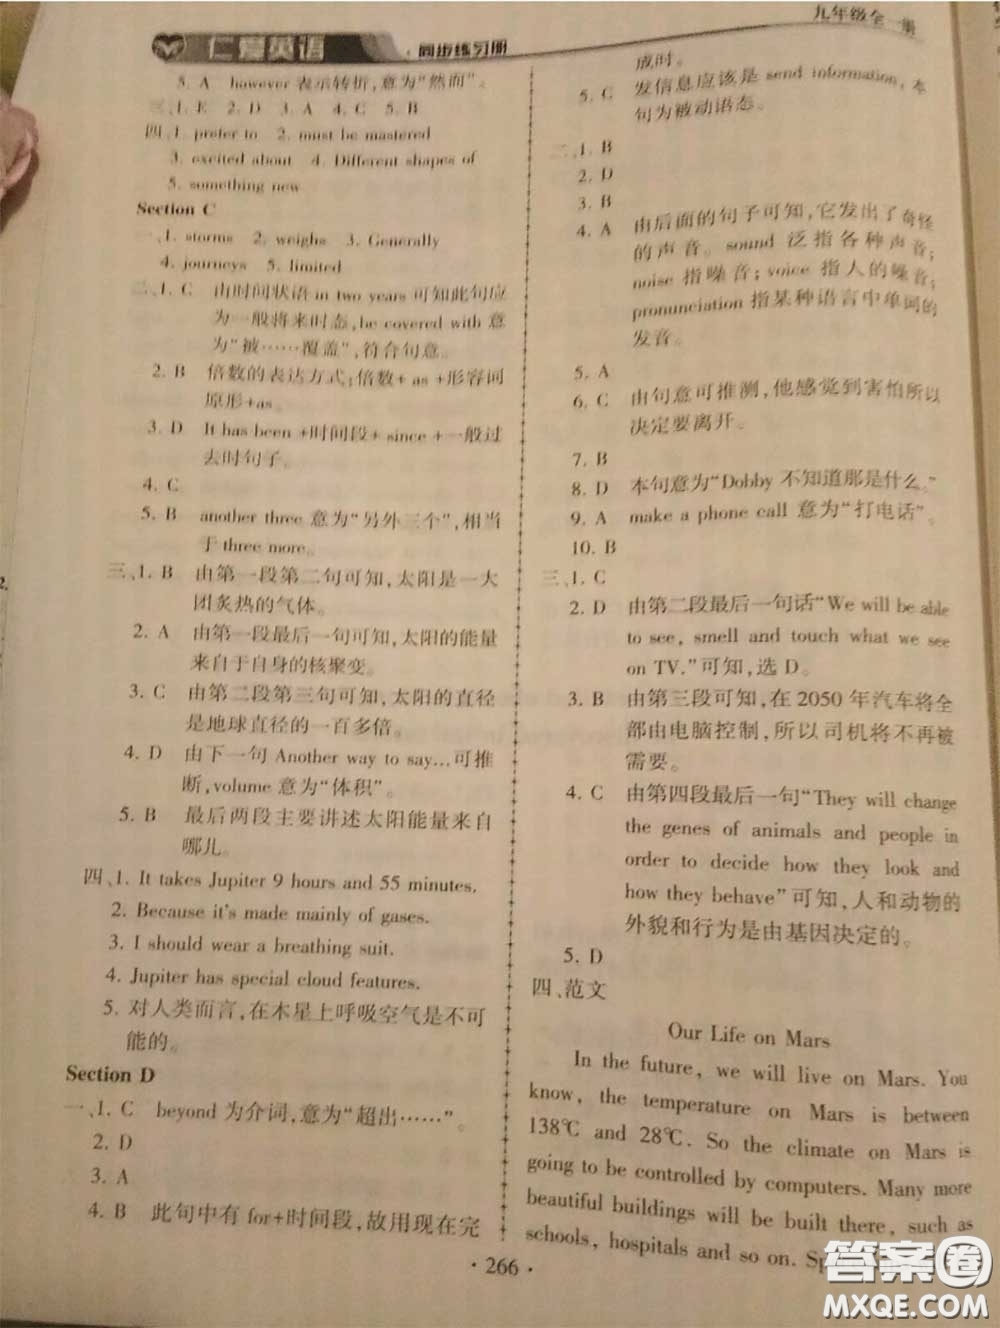 仁爱英语 同步练习册
九年级全一册
5. A however 表示转折,意为“然而”。
三、1. E 2. D 3. A 4. C 5. B
四、1. prefer to 2. must be mastered
3. excited about 4. Different shapes of
5. something new
Section C
一、1. storms 2. weighs 3. Generally
4. journeys 5. limited
二、1. C 由时间状语 in two years 可知此句应
为一般将来时态,be covered with 意
为“被……覆盖”,符合句意。
2. B 倍数的表达方式:倍数+ as +形容词
原形+as。
3. D It has been +时间段+ since +一般过
去时句子。
4. C
5. B another three 意为“另外三个”,相当
于 three more。
三、1. B 由第一段第二句可知,太阳是一大
团炙热的气体。
2. A 由第一段最后一句可知,太阳的能量
来自于自身的核聚变。
3. C 由第二段第三句可知,太阳的直径
是地球直径的一百多倍。
4. D 由下一句 Another way to say…可推
断,volume 意为“体积”。
5. B 最后两段主要讲述太阳能量来自
哪儿。
四、1. It takes Jupiter 9 hours and 55 minutes.
2. Because it's made mainly of gases.
3. I should wear a breathing suit.
4. Jupiter has special cloud features.
5. 对人类而言,在木星上呼吸空气是不可
能的。
Section D
一、1. C beyond 为介词,意为“超出……”。
2. D
3. A
4. B 此句中有 for+时间段,故用现在完
成时。
5. C 发信息应该是 send information, 本
句为被动语态。
二、1. B
2. D
3. B
4. A 由后面的句子可知,它发出了奇怪
的声音。sound 泛指各种声音;
noise 指噪音;voice 指人的嗓音;
pronunciation 指某种语言中单词的
发音。
5. A
6. C 由句意可推测,他感觉到害怕所以
决定要离开。
7. B
8. D 本句意为“Dobby 不知道那是什么。”
9. A make a phone call 意为“打电话”。
10. B
三、1. C
2. D 由第二段最后一句话“We will be able
to see, smell and touch what we see
on TV.”可知,选 D。
3. B 由第三段可知,在 2050 年汽车将全
部由电脑控制,所以司机将不再被
需要。
4. C 由第四段最后一句“They will change
the genes of animals and people in
order to decide how they look and
how they behave”可知,人和动物的
外貌和行为是由基因决定的。
5. D
四、范文
Our Life on Mars
In the future, we will live on Mars. You
know, the temperature on Mars is between
138℃ and 28℃. So the climate on Mars is
going to be controlled by computers. Many more
beautiful buildings will be built there, such as
schools, hospitals and so on.
· 266 ·
答案卷
MXQE.COM